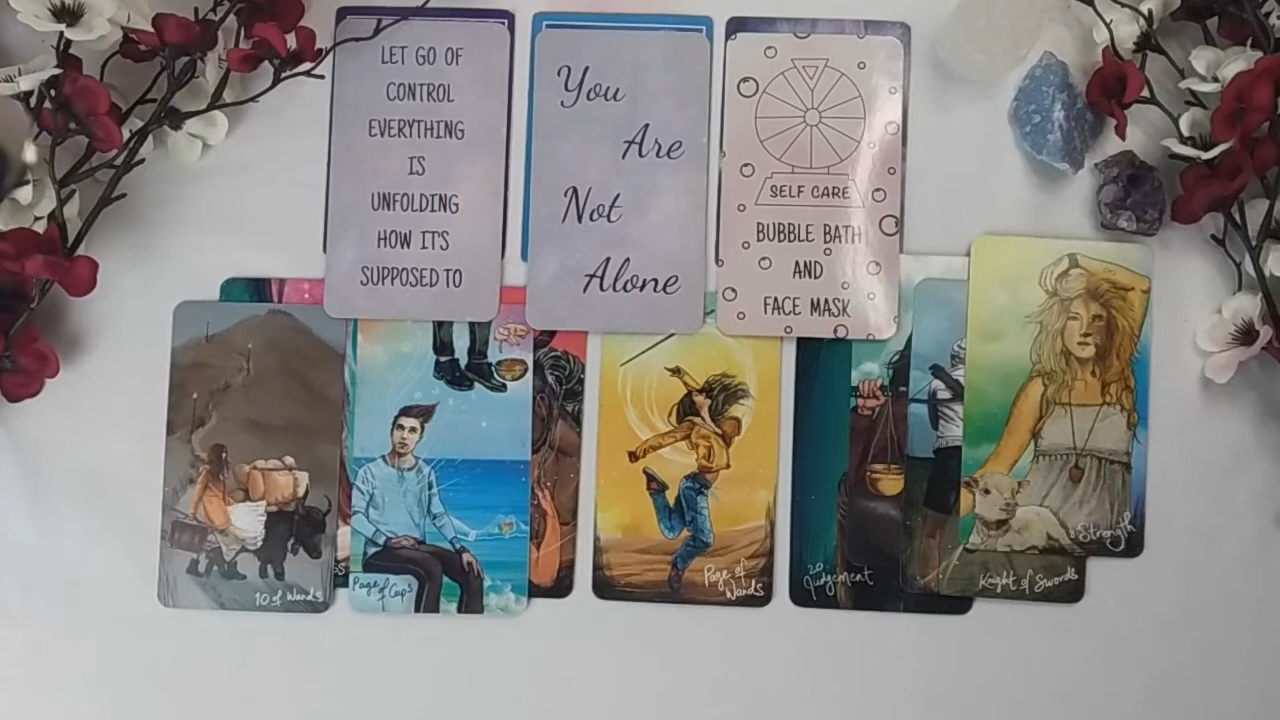 LET GO OF
CONTROL
EVERYTHING
IS
UNFOLDING
HOW IT'S
SUPPOSED TO
You
Are
Not
Alone
SELF CARE
BUBBLE BATH
AND
FACE MASK
10 of Wands
Page of Cups
Page of
Wands
20
Judgement
Knight of Swords
Strength